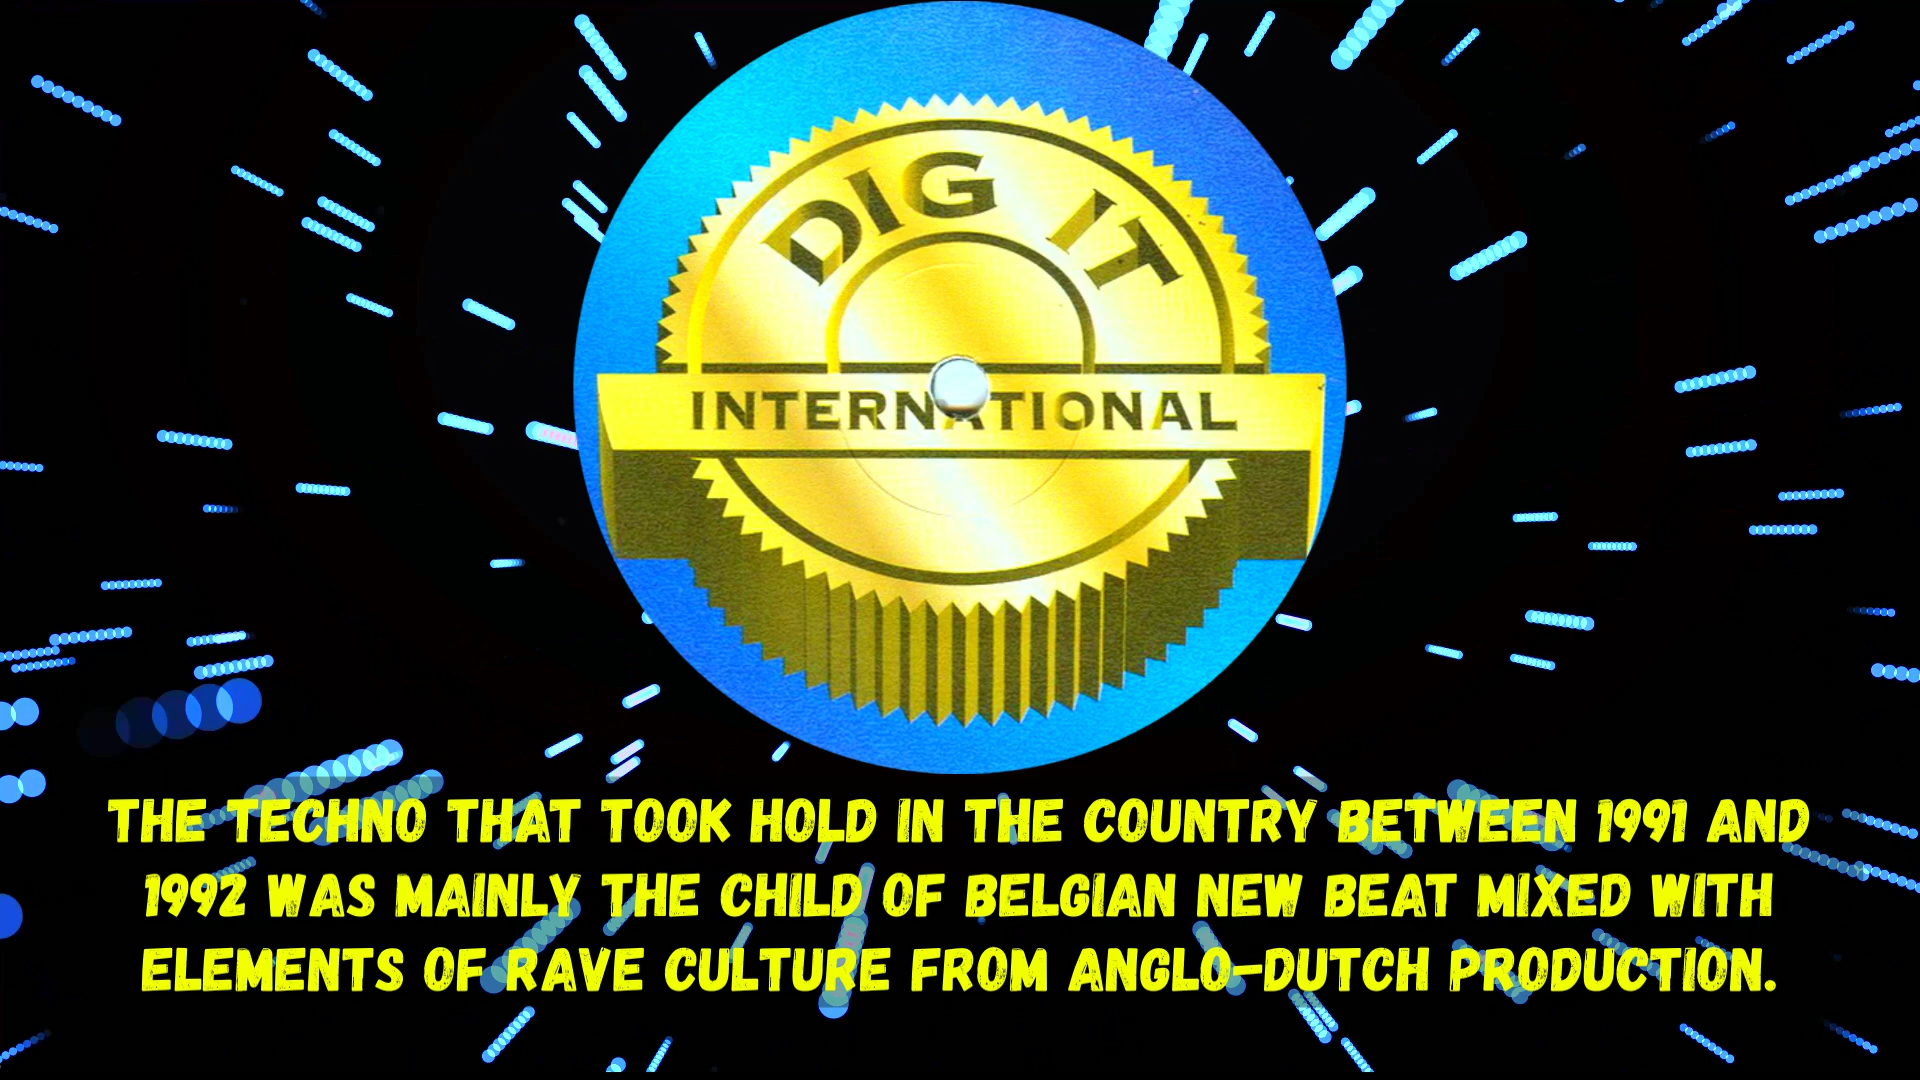 DIG IT
INTERNATIONAL
THE TECHNO THAT TOOK HOLD IN THE COUNTRY BETWEEN 1991 AND
1992 WAS MAINLY THE CHILD OF BELGIAN NEW BEAT MIXED WITH
ELEMENTS OF RAVE CULTURE FROM ANGLO-DUTCH PRODUCTION.